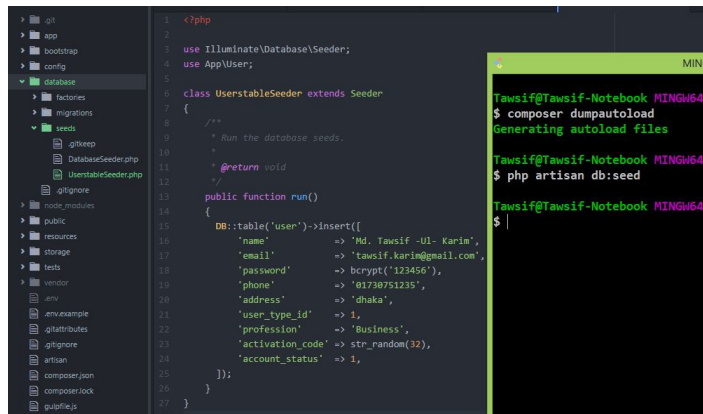 .git
app
bootstrap
config
database
factories
migrations
seeds
.gitkeep
DatabaseSeeder.php
UserstableSeeder.php
.gitignore
node_modules
public
resources
storage
tests
vendor
.env
.env.example
.gitattributes
.gitignore
artisan
composer.json
composer.lock
gulpfile.js
1 <?php
2
3 use Illuminate\Database\Seeder;
4 use App\User;
5
6 class UserstableSeeder extends Seeder
7 {
8 /**
9 * Run the database seeds.
10 *
11 * @return void
12 */
13 public function run()
14 {
15 DB::table('user')->insert([
16 'name' => 'Md. Tawsif -Ul- Karim',
17 'email' => 'tawsif.karim@gmail.com',
18 'password' => bcrypt('123456'),
19 'phone' => '01730751235',
20 'address' => 'dhaka',
21 'user_type_id' => 1,
22 'profession' => 'Business',
23 'activation_code' => str_random(32),
24 'account_status' => 1,
25 ]);
26 }
27 }
MIN
Tawsif@Tawsif-Notebook MINGW64
$ composer dumpautoload
Generating autoload files
Tawsif@Tawsif-Notebook MINGW64
$ php artisan db:seed
Tawsif@Tawsif-Notebook MINGW64
$